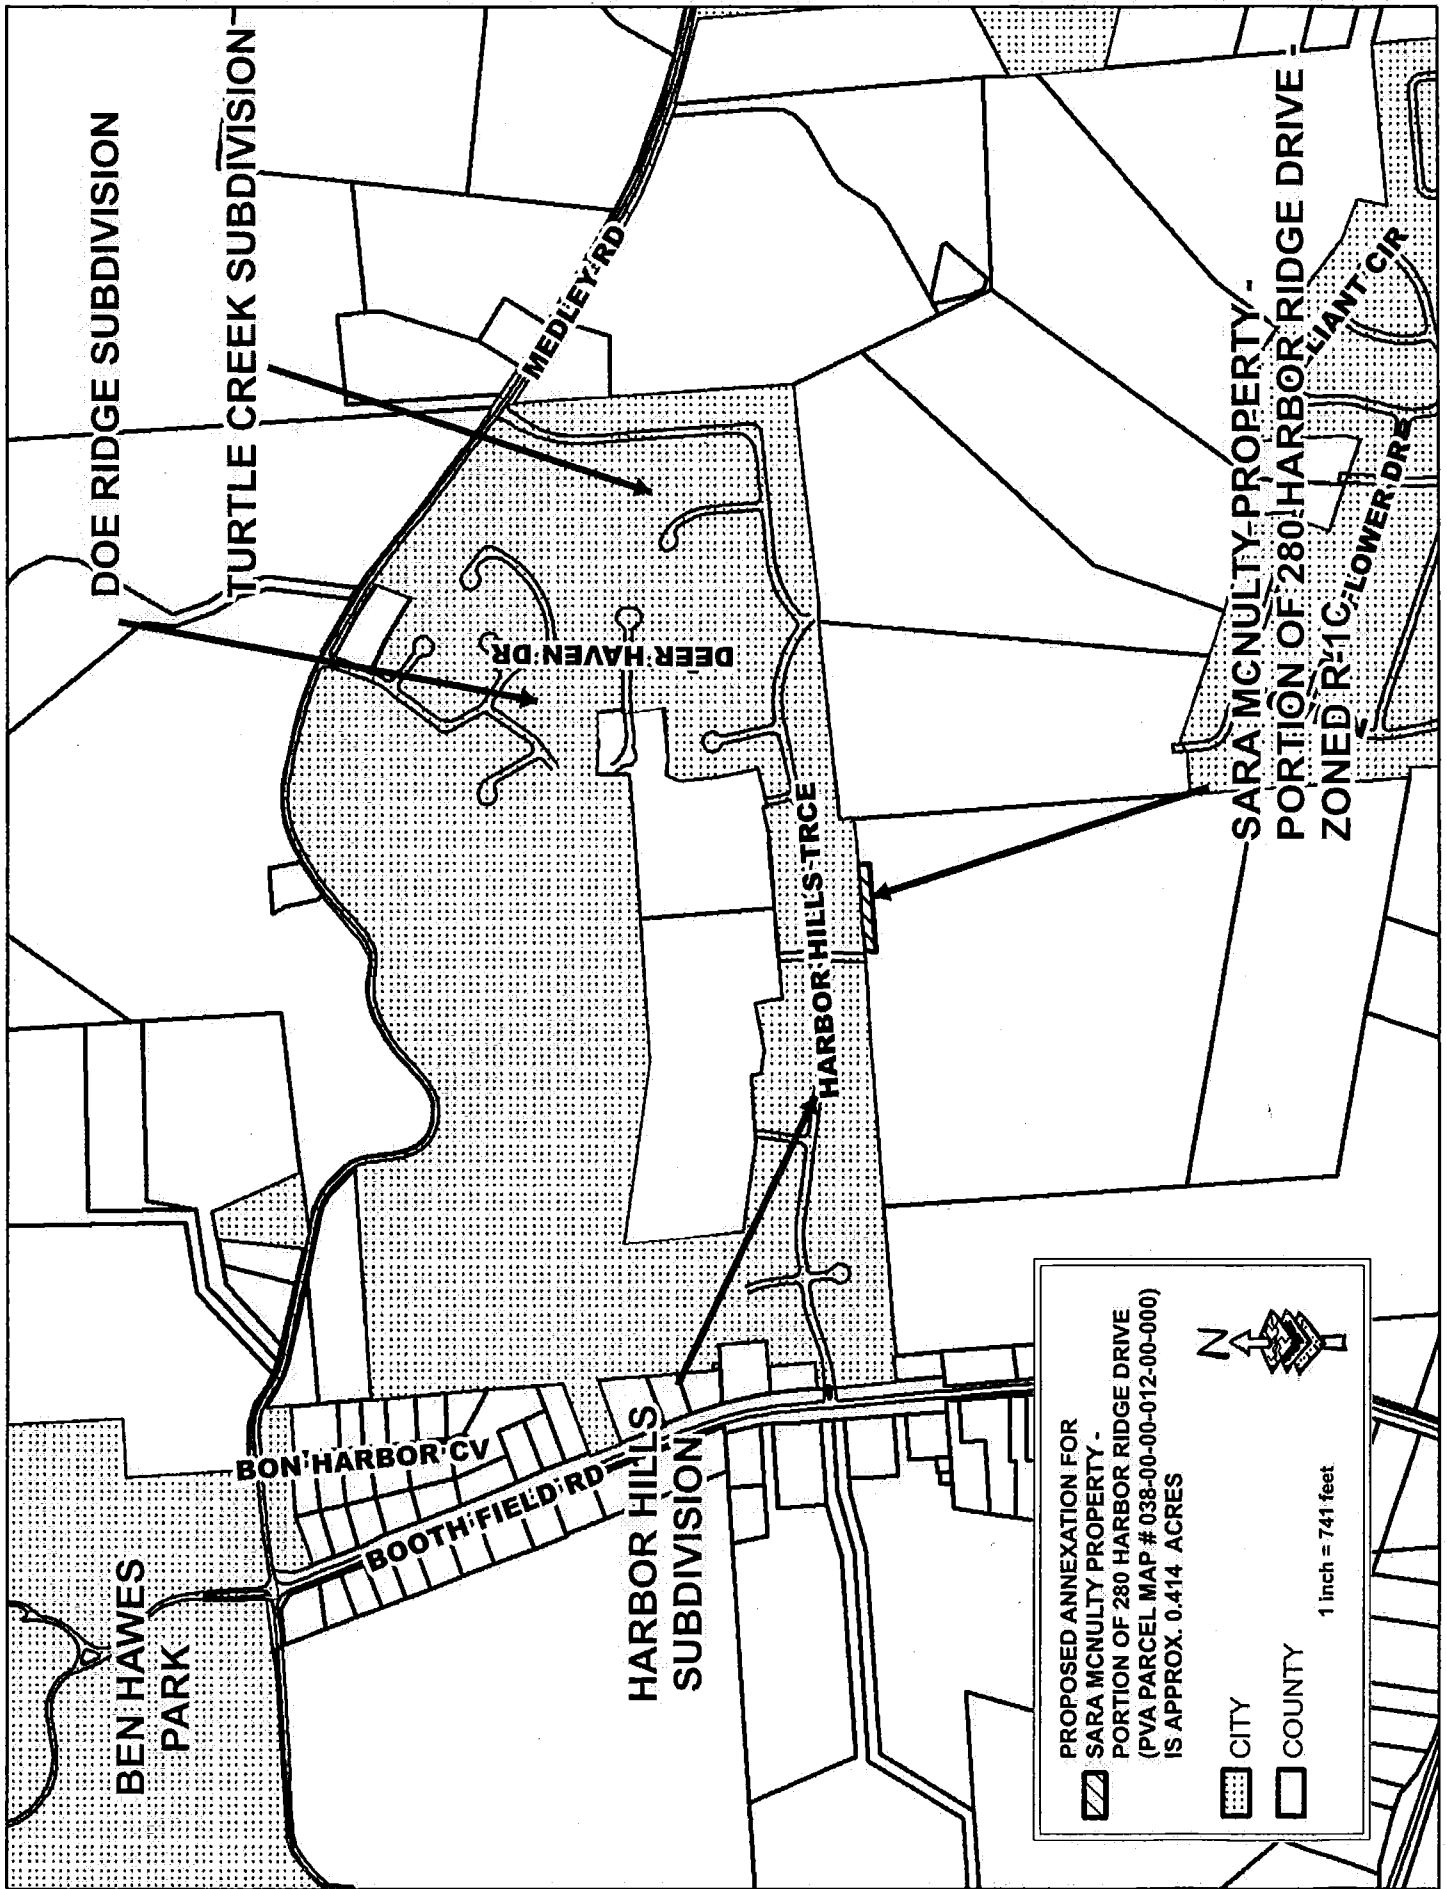 BEN HAWES
PARK
DOE RIDGE SUBDIVISION
TURTLE CREEK SUBDIVISION
BON HARBOR CV
BOOTH FIELD RD
MEDLEY RD
DEER HAVEN DR
HARBOR HILLS
SUBDIVISION
HARBOR HILLS TRCE
SARA MCNULTY PROPERTY -
PORTION OF 280 HARBOR RIDGE DRIVE -
ZONED R-1C
LIANT CIR
FLOWER DRE
PROPOSED ANNEXATION FOR
SARA MCNULTY PROPERTY -
PORTION OF 280 HARBOR RIDGE DRIVE
(PVA PARCEL MAP # 038-00-00-012-00-000)
IS APPROX. 0.414 ACRES
CITY
COUNTY
1 inch = 741 feet
N